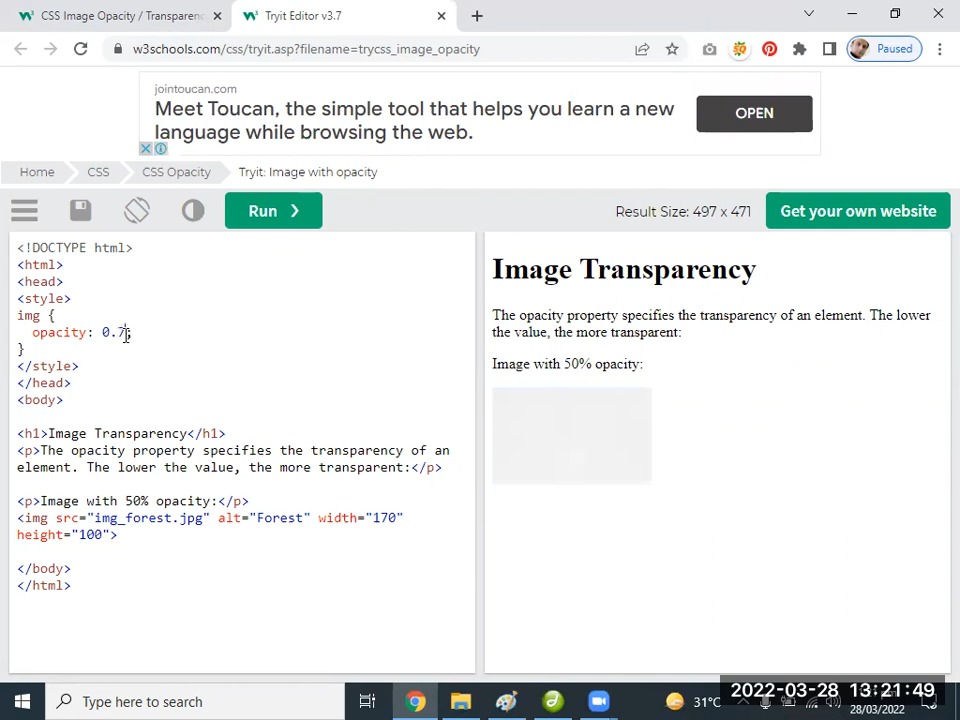 CSS Image Opacity / Transparenc
Tryit Editor v3.7
w3schools.com/css/tryit.asp?filename=trycss_image_opacity
Paused
jointoucan.com
Meet Toucan, the simple tool that helps you learn a new
language while browsing the web.
OPEN
Home
CSS
CSS Opacity
Tryit: Image with opacity
Run ❯
Result Size: 497 x 471
Get your own website
<!DOCTYPE html>
<html>
<head>
<style>
img {
  opacity: 0.7;
}
</style>
</head>
<body>
<h1>Image Transparency</h1>
<p>The opacity property specifies the transparency of an
element. The lower the value, the more transparent:</p>
<p>Image with 50% opacity:</p>
<img src="img_forest.jpg" alt="Forest" width="170"
height="100">
</body>
</html>
Image Transparency
The opacity property specifies the transparency of an element. The lower
the value, the more transparent:
Image with 50% opacity:
Type here to search
31°C
2022-03-28 13:21:49
28/03/2022